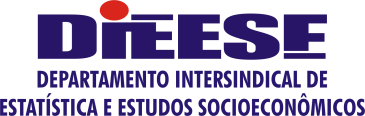 DIEESE
DEPARTAMENTO INTERSINDICAL DE
ESTATÍSTICA E ESTUDOS SOCIOECONÔMICOS